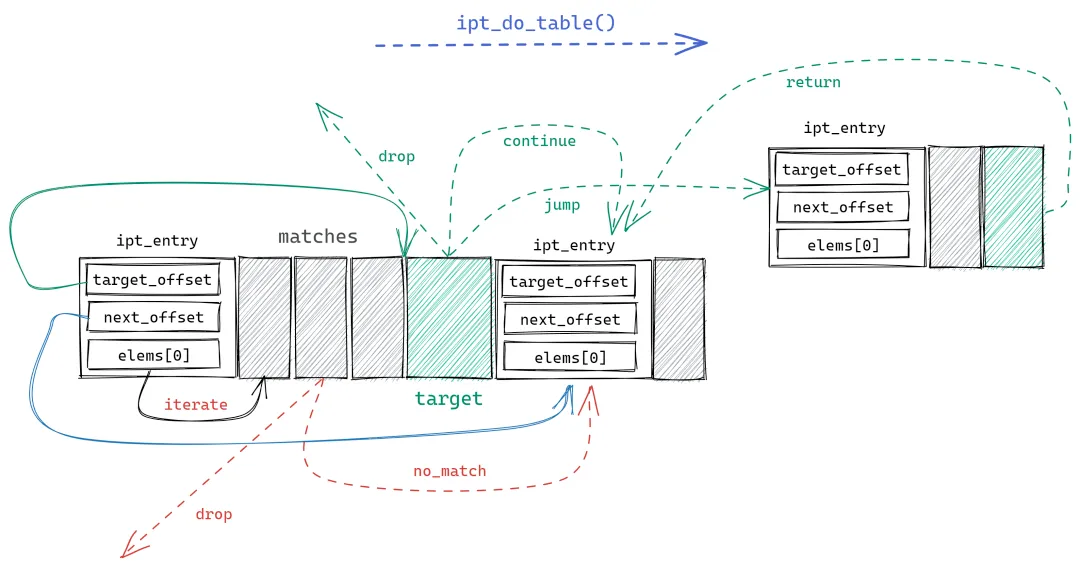 ipt_do_table()
return
ipt_entry
drop
continue
target_offset
jump
next_offset
elems[0]
ipt_entry
matches
ipt_entry
target_offset
target_offset
next_offset
next_offset
elems[0]
elems[0]
iterate
target
no_match
drop